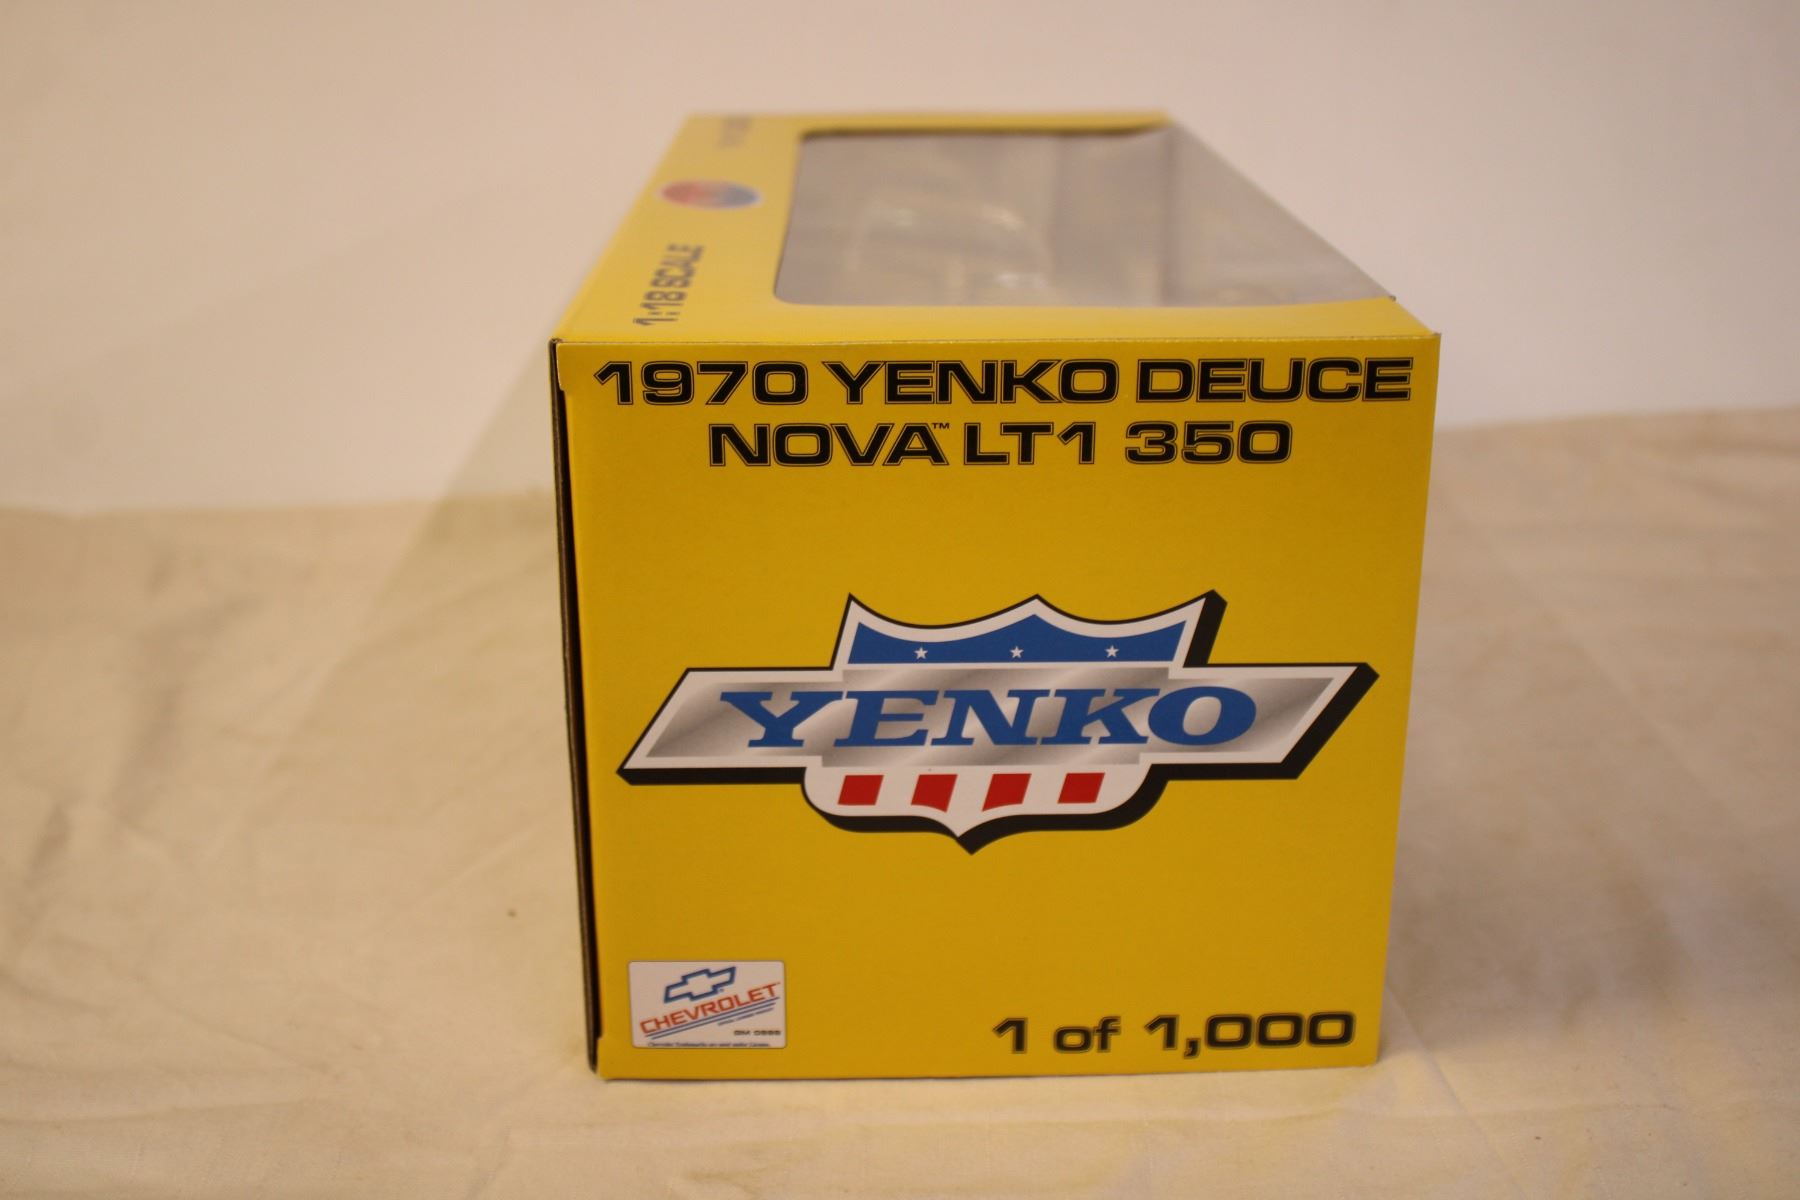 1:18 SCALE
1970 YENKO DEUCE
NOVA™ LT1 350
YENKO
CHEVROLET
1 of 1,000